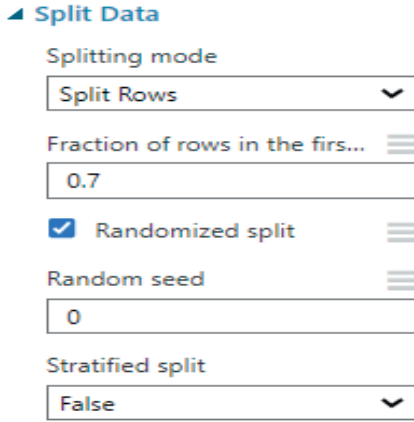 Split Data
Splitting mode
Split Rows
Fraction of rows in the firs...
0.7
Randomized split
Random seed
0
Stratified split
False